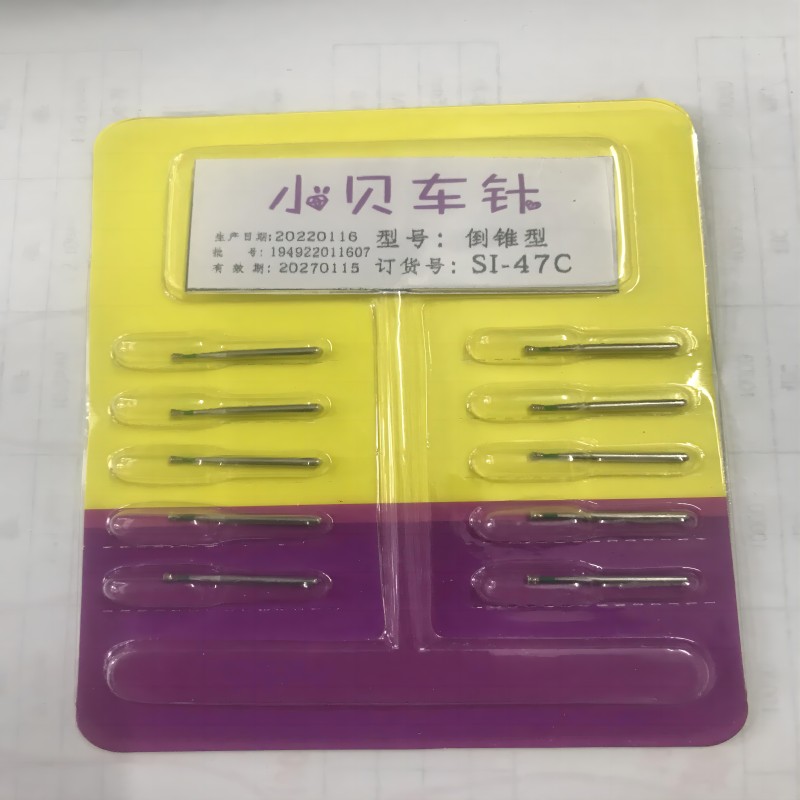 小贝车针
生产日期:20220116 型号: 倒锥型
批 号: 194922011607
有效期: 20270115 订货号: SI-47C